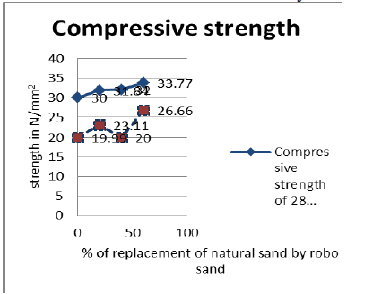 Compressive strength
40
35
30
25
20
15
10
5
0
strength in N/mm²
30
33.77
23.11
20
26.66
0 50 100
% of replacement of natural sand by robo
sand
Compres
sive
strength
of 28...